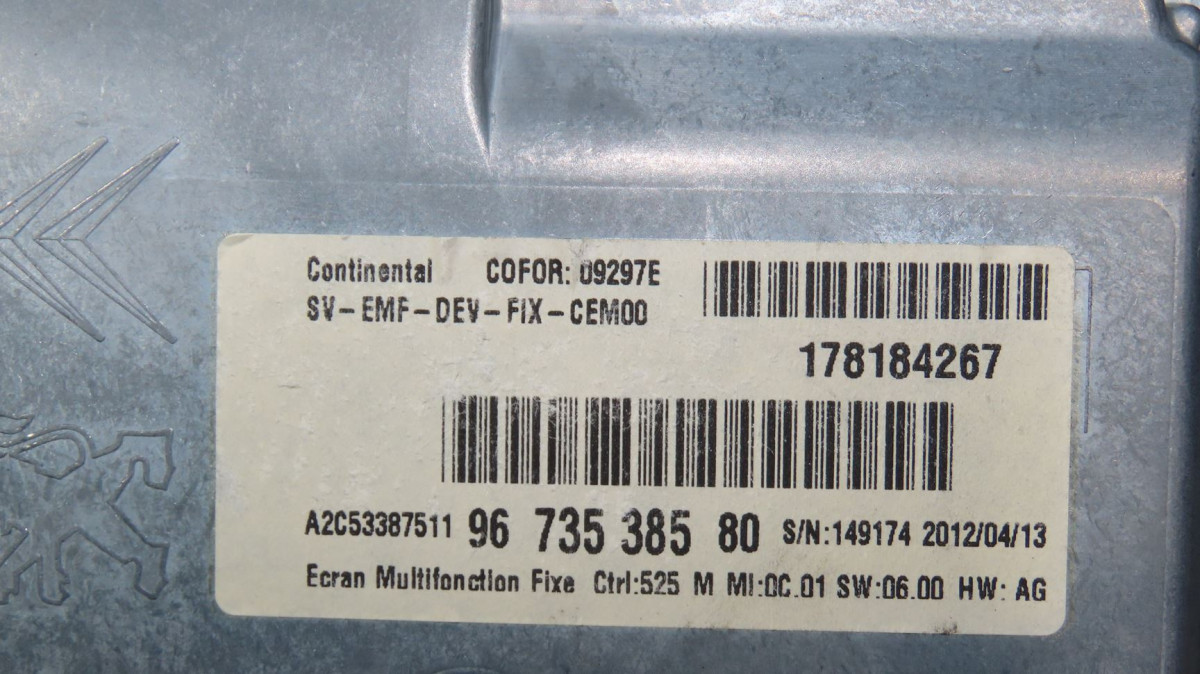 Continental COFOR: 09297E
SV-EMF-DEV-FIX-CEM00
178184267
A2C53387511 96 735 385 80 S/N:149174 2012/04/13
Ecran Multifonction Fixe Ctrl:525 M MI:0C.01 SW:06.00 HW: AG